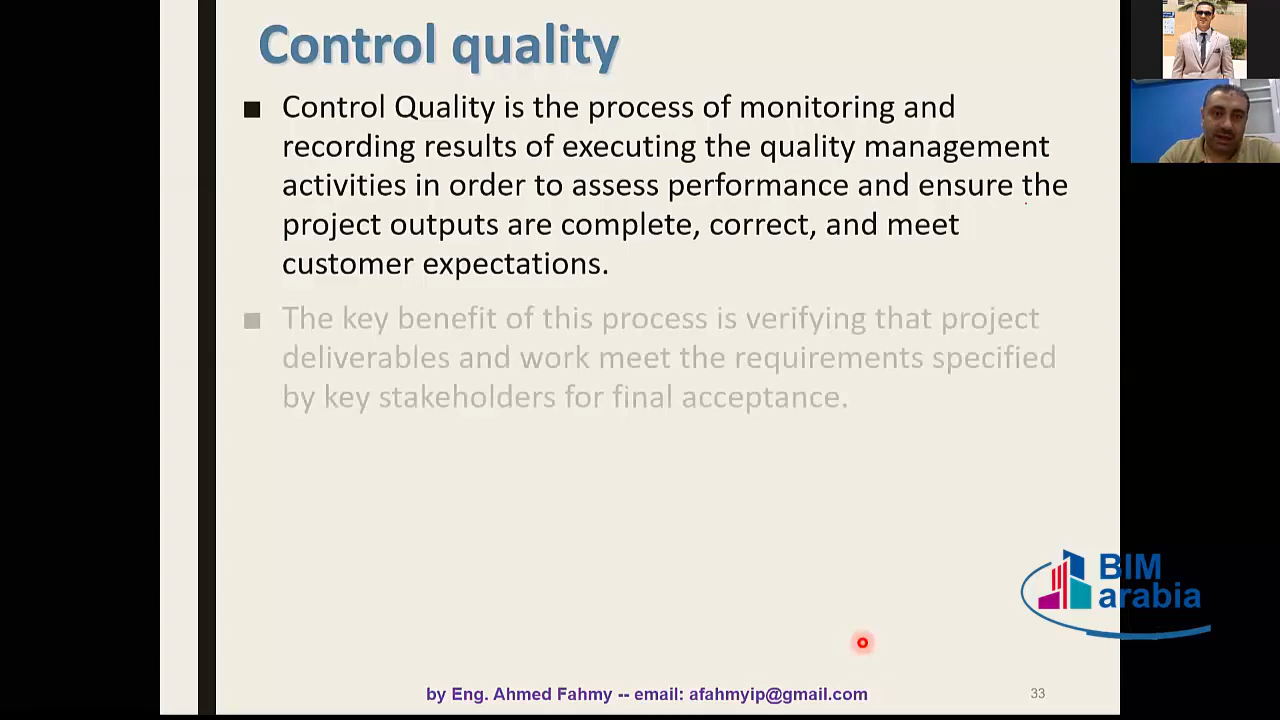 Control quality
■ Control Quality is the process of monitoring and
recording results of executing the quality management
activities in order to assess performance and ensure the
project outputs are complete, correct, and meet
customer expectations.
■ The key benefit of this process is verifying that project
deliverables and work meet the requirements specified
by key stakeholders for final acceptance.
BIM
arabia
by Eng. Ahmed Fahmy -- email: afahmyip@gmail.com
33